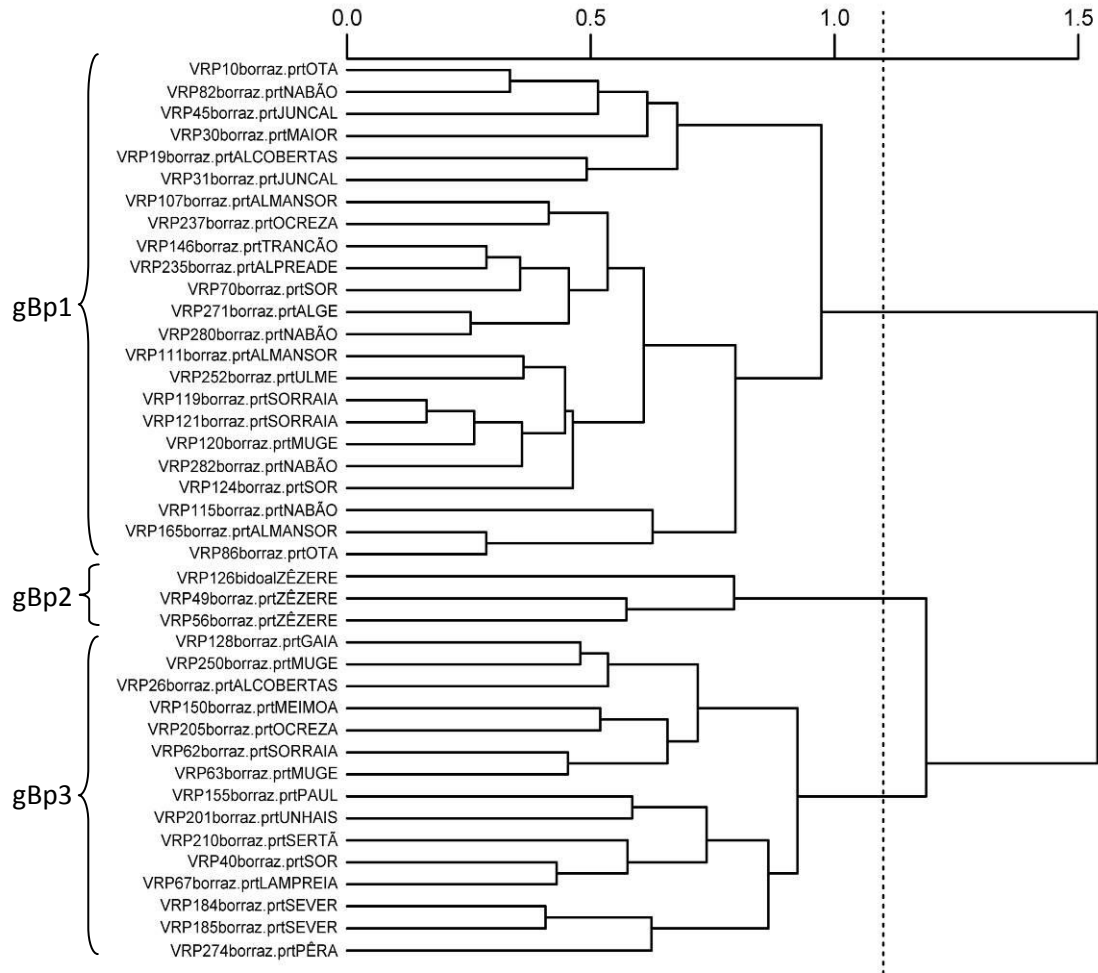 0.0 0.5 1.0 1.5
VRP10borraz.prtOTA
VRP82borraz.prtNABÃO
VRP45borraz.prtJUNCAL
VRP30borraz.prtMAIOR
VRP19borraz.prtALCOBERTAS
VRP31borraz.prtJUNCAL
VRP107borraz.prtALMANSOR
VRP237borraz.prtOCREZA
VRP146borraz.prtTRANCÃO
VRP235borraz.prtALPREADE
VRP70borraz.prtSOR
gBp1
VRP271borraz.prtALGE
VRP280borraz.prtNABÃO
VRP111borraz.prtALMANSOR
VRP252borraz.prtULME
VRP119borraz.prtSORRAIA
VRP121borraz.prtSORRAIA
VRP120borraz.prtMUGE
VRP282borraz.prtNABÃO
VRP124borraz.prtSOR
VRP115borraz.prtNABÃO
VRP165borraz.prtALMANSOR
VRP86borraz.prtOTA
VRP126bidoalZÊZERE
gBp2
VRP49borraz.prtZÊZERE
VRP56borraz.prtZÊZERE
VRP128borraz.prtGAIA
VRP250borraz.prtMUGE
VRP26borraz.prtALCOBERTAS
VRP150borraz.prtMEIMOA
VRP205borraz.prtOCREZA
VRP62borraz.prtSORRAIA
VRP63borraz.prtMUGE
gBp3
VRP155borraz.prtPAUL
VRP201borraz.prtUNHAIS
VRP210borraz.prtSERTÃ
VRP40borraz.prtSOR
VRP67borraz.prtLAMPREIA
VRP184borraz.prtSEVER
VRP185borraz.prtSEVER
VRP274borraz.prtPÊRA